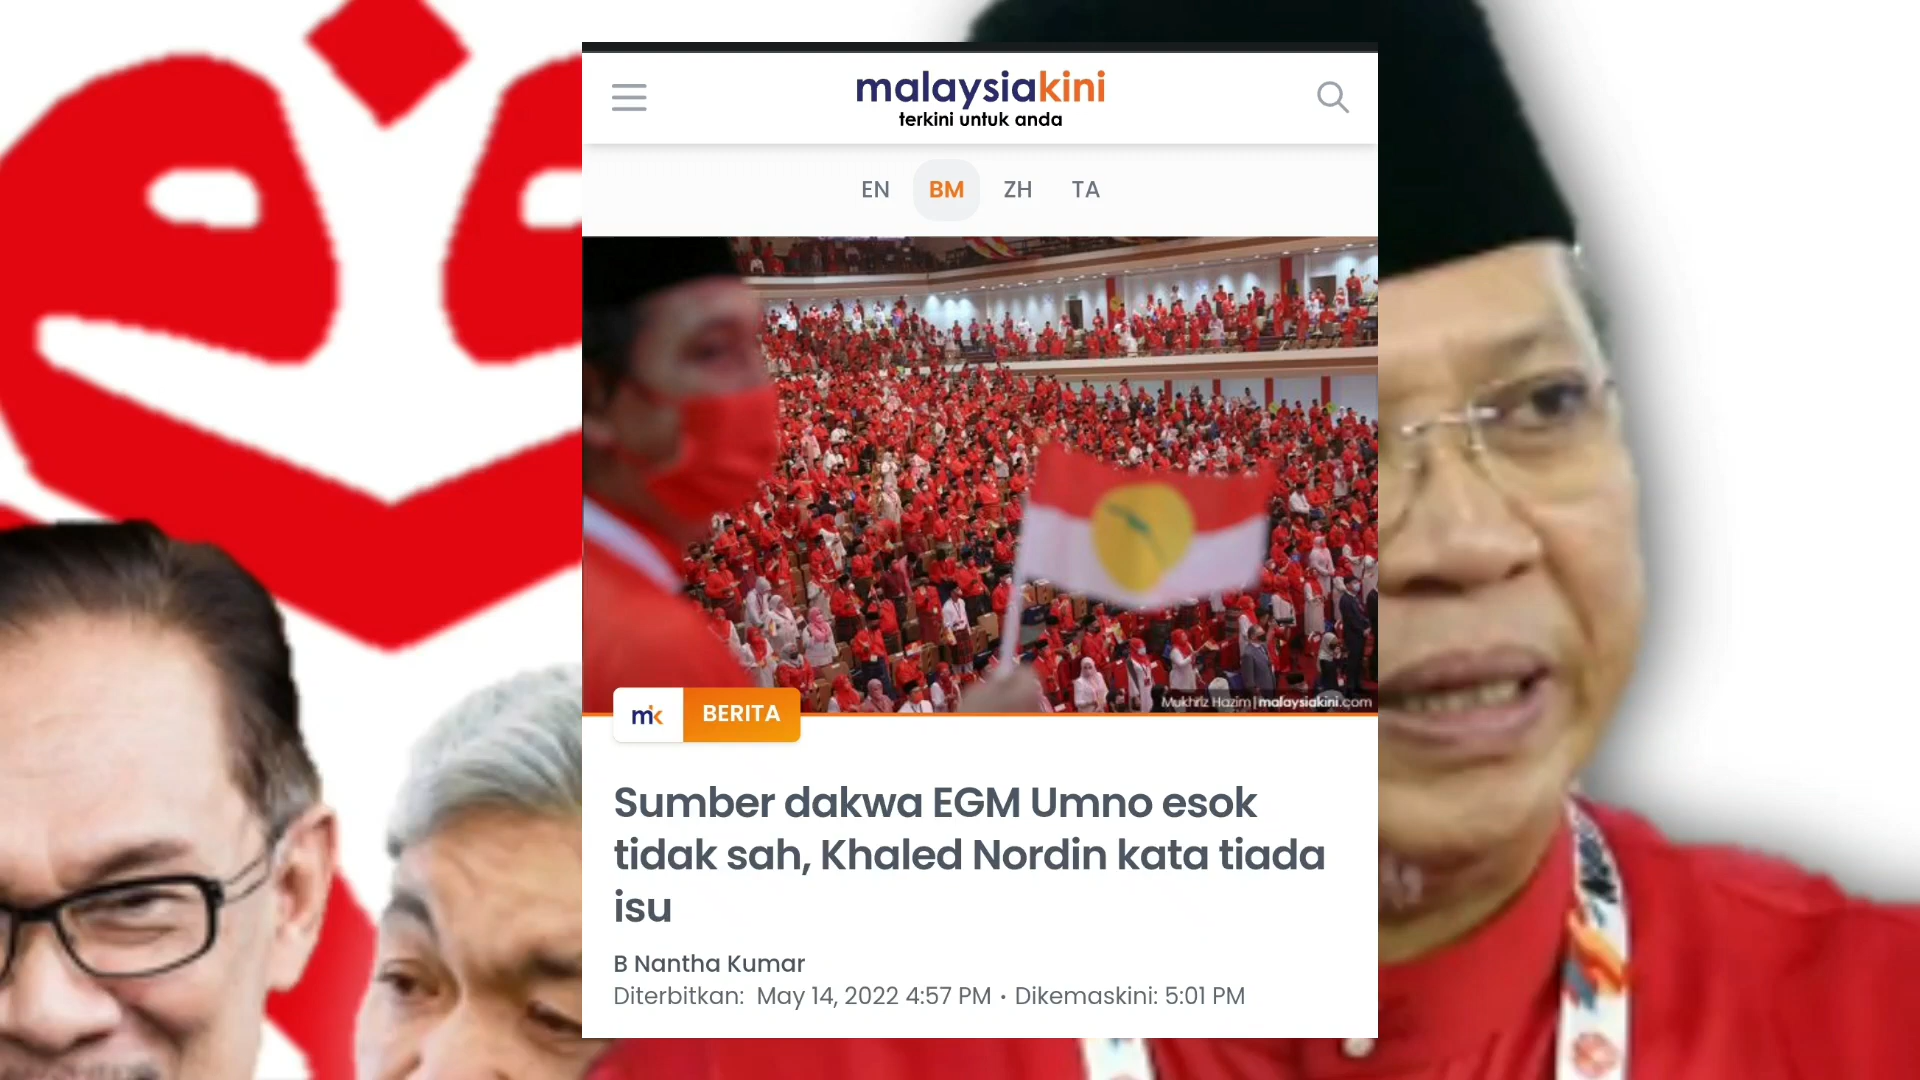 malaysiakini
terkini untuk anda
EN BM ZH TA
Mukhriz Hazim | malaysiakini.com
mk BERITA
Sumber dakwa EGM Umno esok
tidak sah, Khaled Nordin kata tiada
isu
B Nantha Kumar
Diterbitkan: May 14, 2022 4:57 PM • Dikemaskini: 5:01 PM